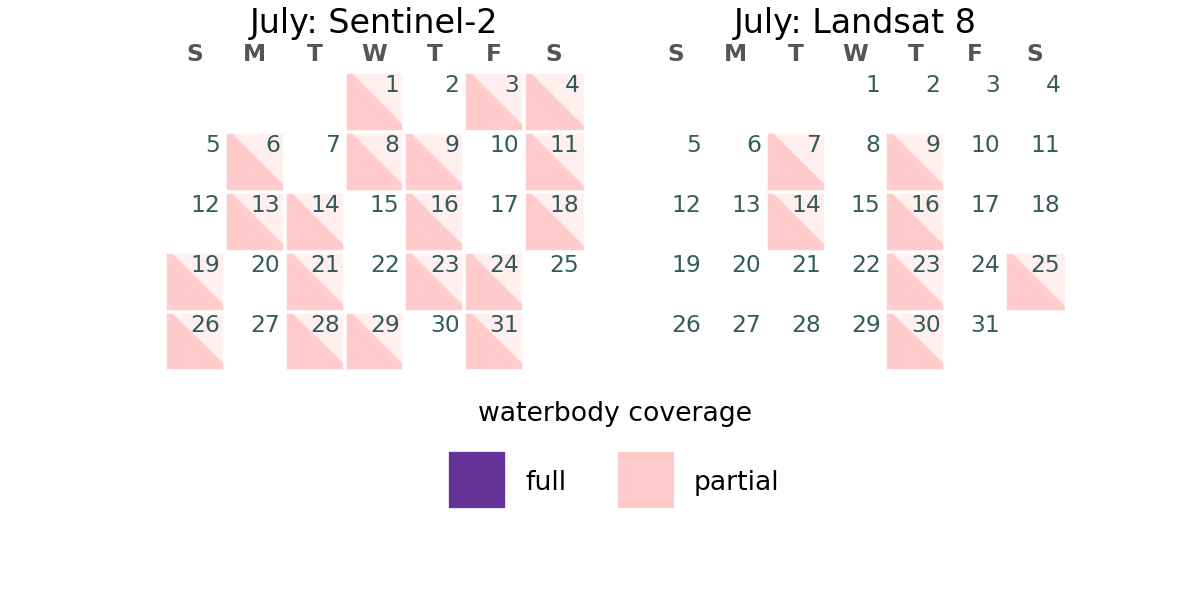 July: Sentinel-2
S M T W T F S
1 2 3 4
5 6 7 8 9 10 11
12 13 14 15 16 17 18
19 20 21 22 23 24 25
26 27 28 29 30 31
July: Landsat 8
S M T W T F S
1 2 3 4
5 6 7 8 9 10 11
12 13 14 15 16 17 18
19 20 21 22 23 24 25
26 27 28 29 30 31
waterbody coverage
full partial